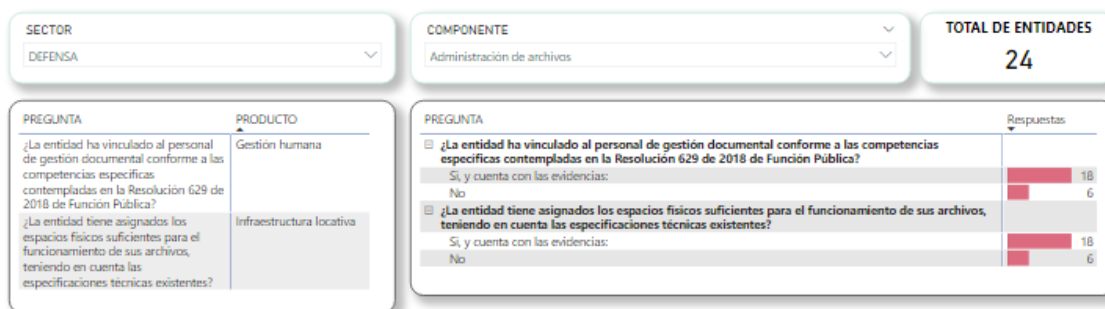 SECTOR
DEFENSA
COMPONENTE
Administración de archivos
TOTAL DE ENTIDADES
24
PREGUNTA PRODUCTO
¿La entidad ha vinculado al personal Gestión humana
de gestión documental conforme a las
competencias específicas
contempladas en la Resolución 629 de
2018 de Función Pública?
¿La entidad tiene asignados los Infraestructura locativa
espacios físicos suficientes para el
funcionamiento de sus archivos,
teniendo en cuenta las
especificaciones técnicas existentes?
PREGUNTA Respuestas
¿La entidad ha vinculado al personal de gestión documental conforme a las competencias
específicas contempladas en la Resolución 629 de 2018 de Función Pública?
Si, y cuenta con las evidencias: 18
No 6
¿La entidad tiene asignados los espacios físicos suficientes para el funcionamiento de sus archivos,
teniendo en cuenta las especificaciones técnicas existentes?
Si, y cuenta con las evidencias: 18
No 6